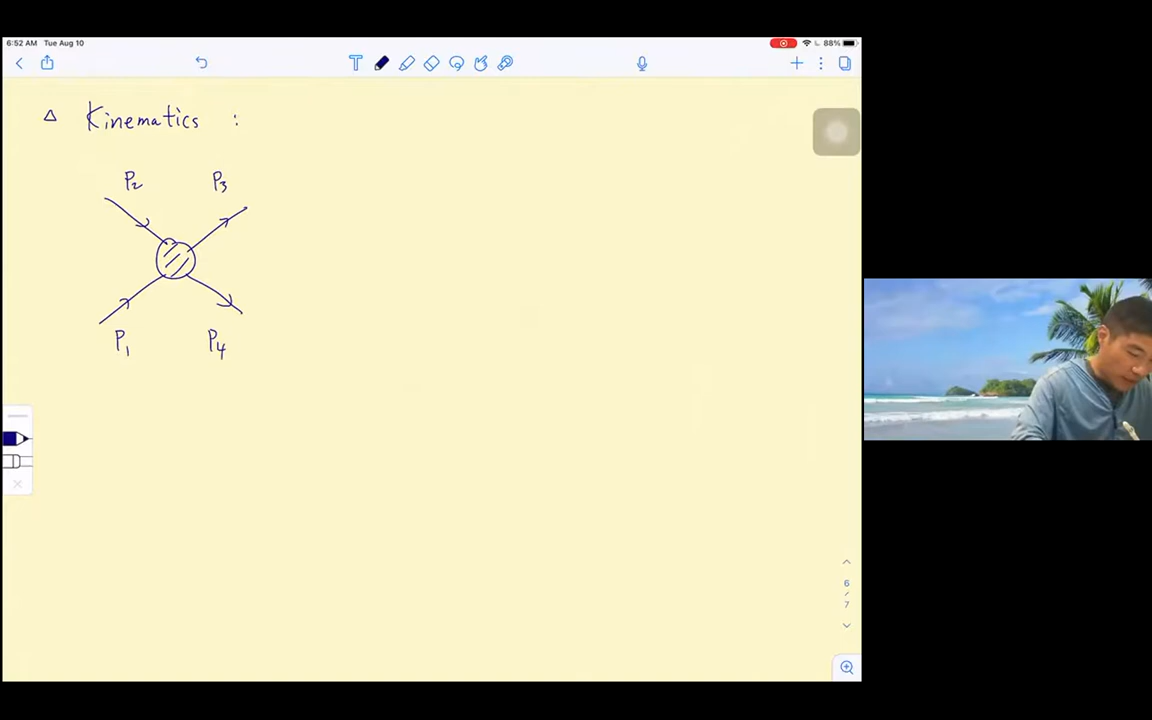 6:52 AM Tue Aug 10
88%
T
△ Kinematics :
P₂ P₃
P₁ P₄
6
/
7